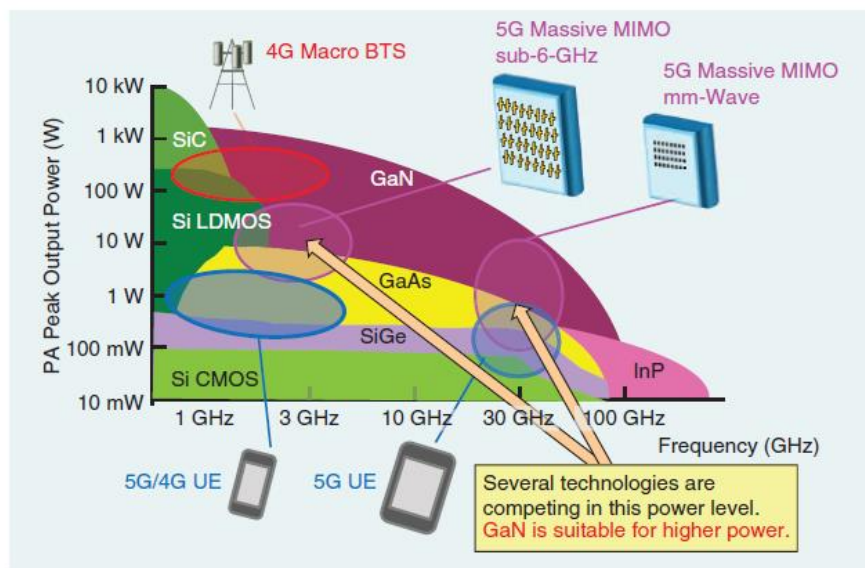 4G Macro BTS
5G Massive MIMO
sub-6-GHz
5G Massive MIMO
mm-Wave
PA Peak Output Power (W)
10 kW
1 kW
100 W
10 W
1 W
100 mW
10 mW
SiC
GaN
Si LDMOS
GaAs
SiGe
Si CMOS
InP
1 GHz
3 GHz
10 GHz
30 GHz
100 GHz
Frequency (GHz)
5G/4G UE
5G UE
Several technologies are
competing in this power level.
GaN is suitable for higher power.